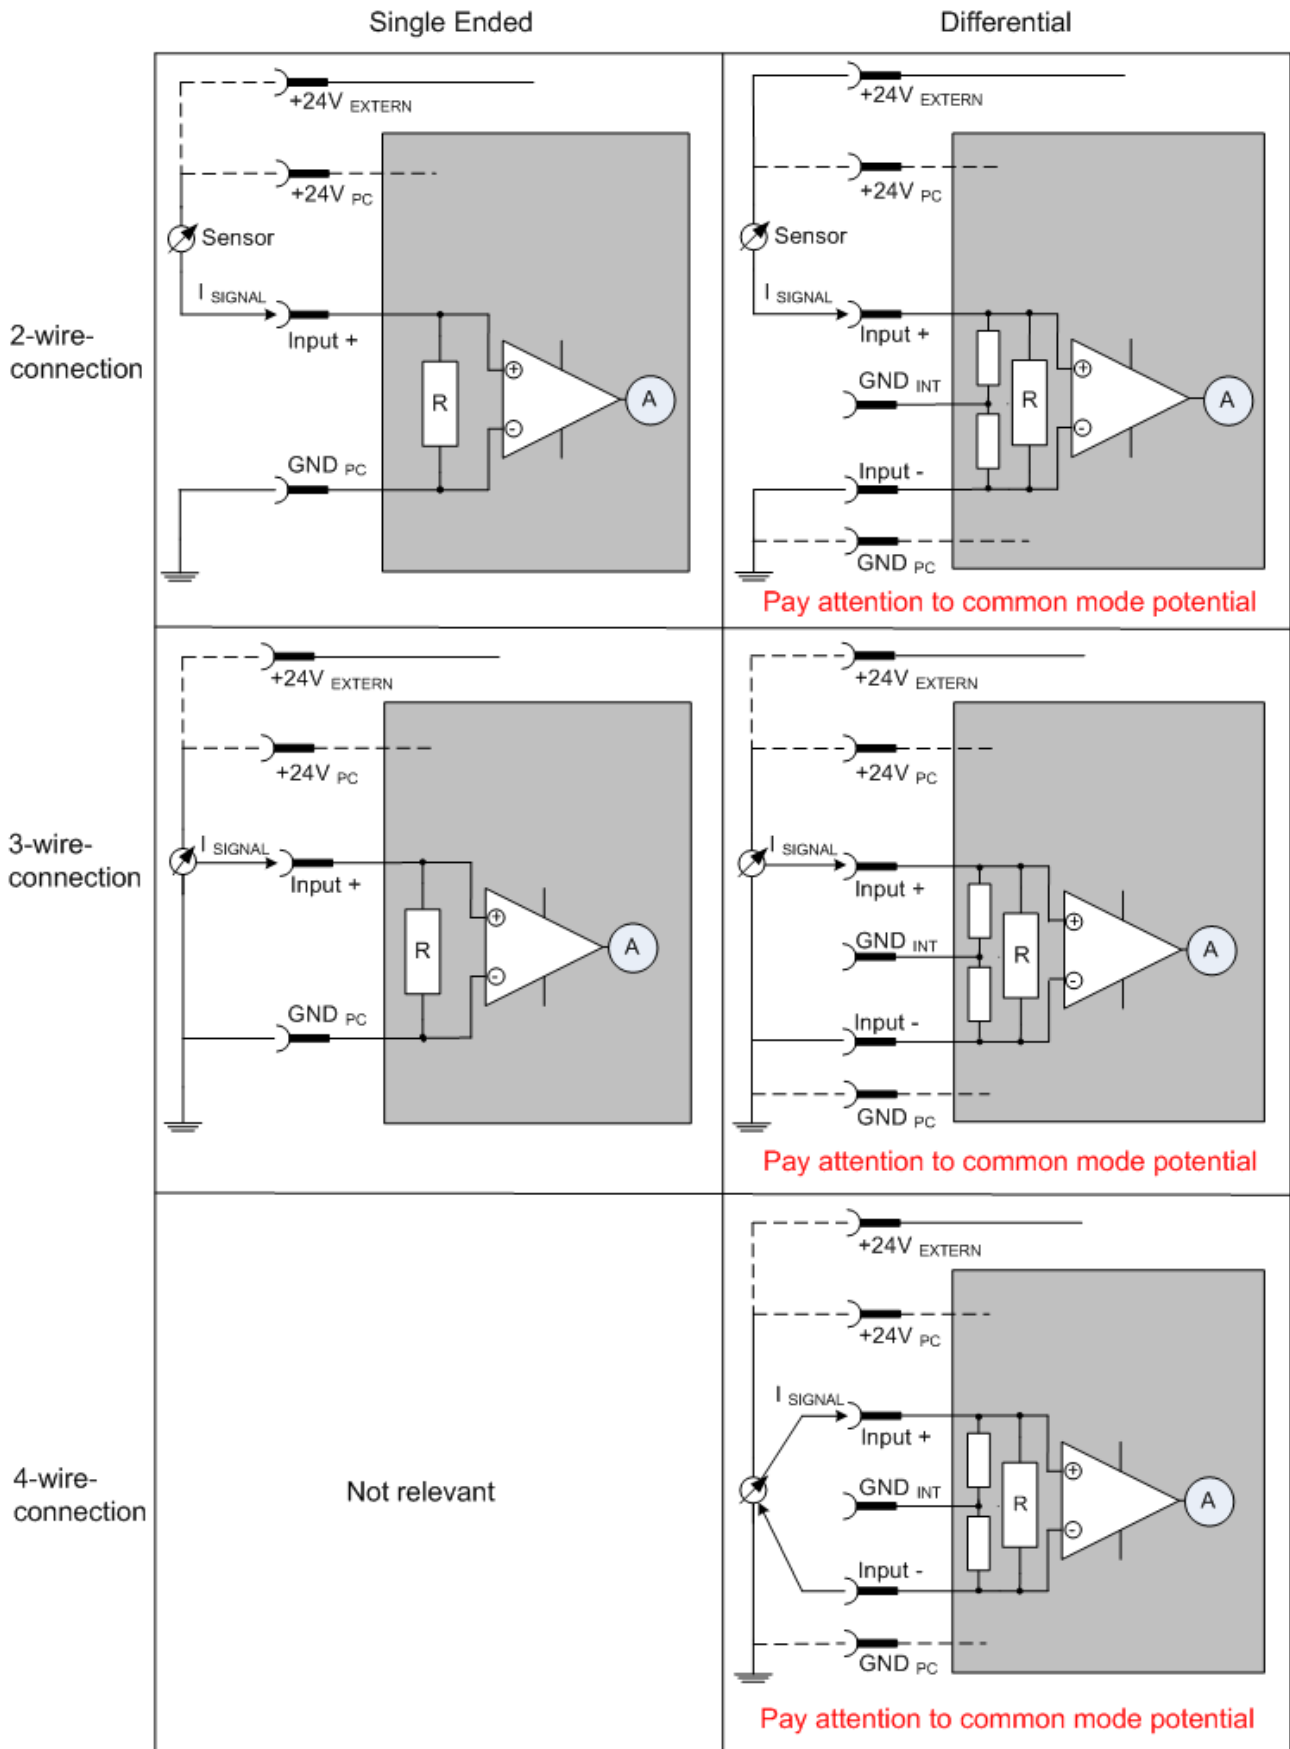 Single Ended
Differential
2-wire-
connection
+24V EXTERN
+24V PC
Sensor
I SIGNAL
Input +
R
A
GND PC
+24V EXTERN
+24V PC
Sensor
I SIGNAL
Input +
GND INT
R
A
Input -
GND PC
Pay attention to common mode potential
3-wire-
connection
+24V EXTERN
+24V PC
I SIGNAL
Input +
R
A
GND PC
+24V EXTERN
+24V PC
I SIGNAL
Input +
GND INT
R
A
Input -
GND PC
Pay attention to common mode potential
4-wire-
connection
Not relevant
+24V EXTERN
+24V PC
I SIGNAL
Input +
GND INT
R
A
Input -
GND PC
Pay attention to common mode potential